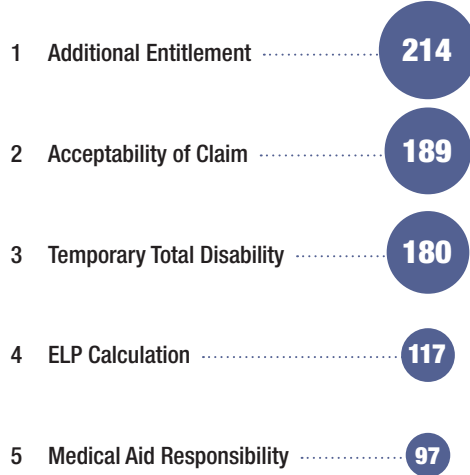 1 Additional Entitlement 214
2 Acceptability of Claim 189
3 Temporary Total Disability 180
4 ELP Calculation 117
5 Medical Aid Responsibility 97